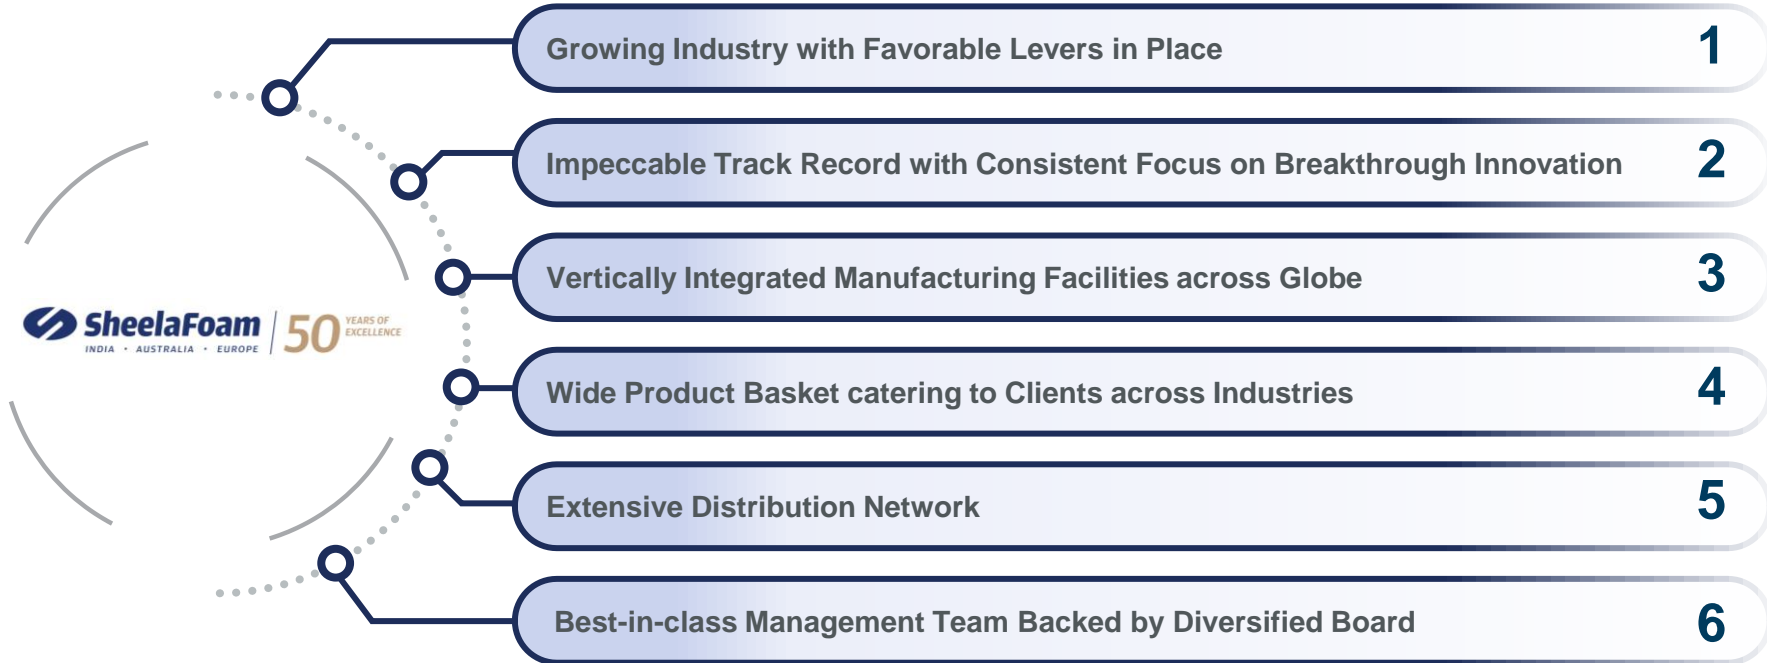 Growing Industry with Favorable Levers in Place 1
Impeccable Track Record with Consistent Focus on Breakthrough Innovation 2
Vertically Integrated Manufacturing Facilities across Globe 3
SheelaFoam 50 YEARS OF EXCELLENCE
INDIA • AUSTRALIA • EUROPE
Wide Product Basket catering to Clients across Industries 4
Extensive Distribution Network 5
Best-in-class Management Team Backed by Diversified Board 6